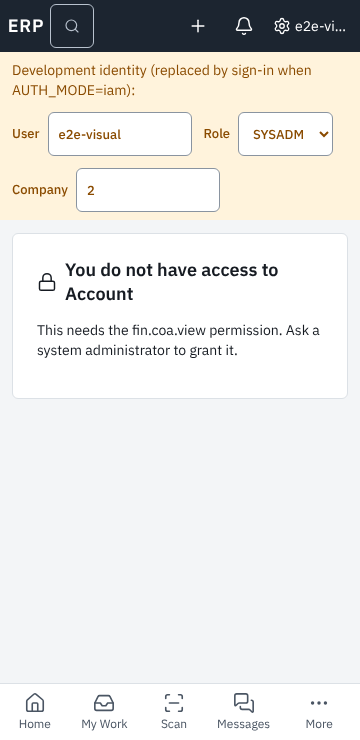 ERP
e2e-vi...
Development identity (replaced by sign-in when
AUTH_MODE=iam):
User e2e-visual Role SYSADM
Company 2
You do not have access to
Account
This needs the fin.coa.view permission. Ask a
system administrator to grant it.
Home My Work Scan Messages More